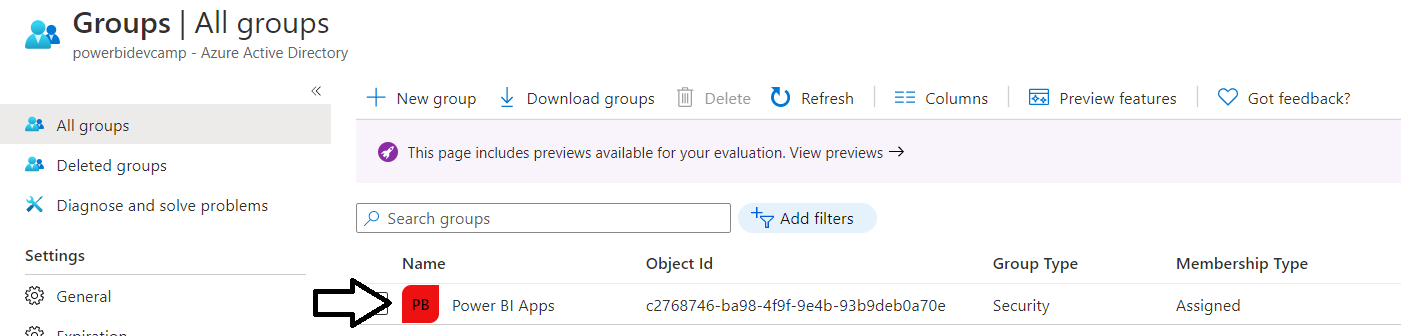 Groups | All groups
powerbidevcamp - Azure Active Directory
«
All groups
Deleted groups
Diagnose and solve problems
Settings
General
Expiration
New group Download groups Delete Refresh Columns Preview features Got feedback?
This page includes previews available for your evaluation. View previews →
Search groups Add filters
Name Object Id Group Type Membership Type
PB Power BI Apps c2768746-ba98-4f9f-9e4b-93b9deb0a70e Security Assigned